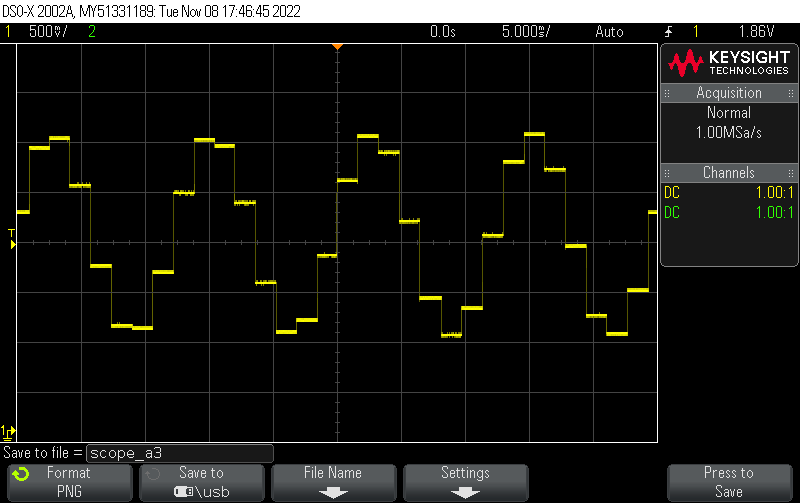 DSO-X 2002A, MY51331189: Tue Nov 08 17:46:45 2022
1 500mV/ 2 0.0s 5.000ms/ Auto 1 1.86V
KEYSIGHT
TECHNOLOGIES
Acquisition
Normal
1.00MSa/s
Channels
DC 1.00:1
DC 1.00:1
T
1
Save to file = scope_a3
Format
PNG
Save to
\usb
File Name
Settings
Press to
Save